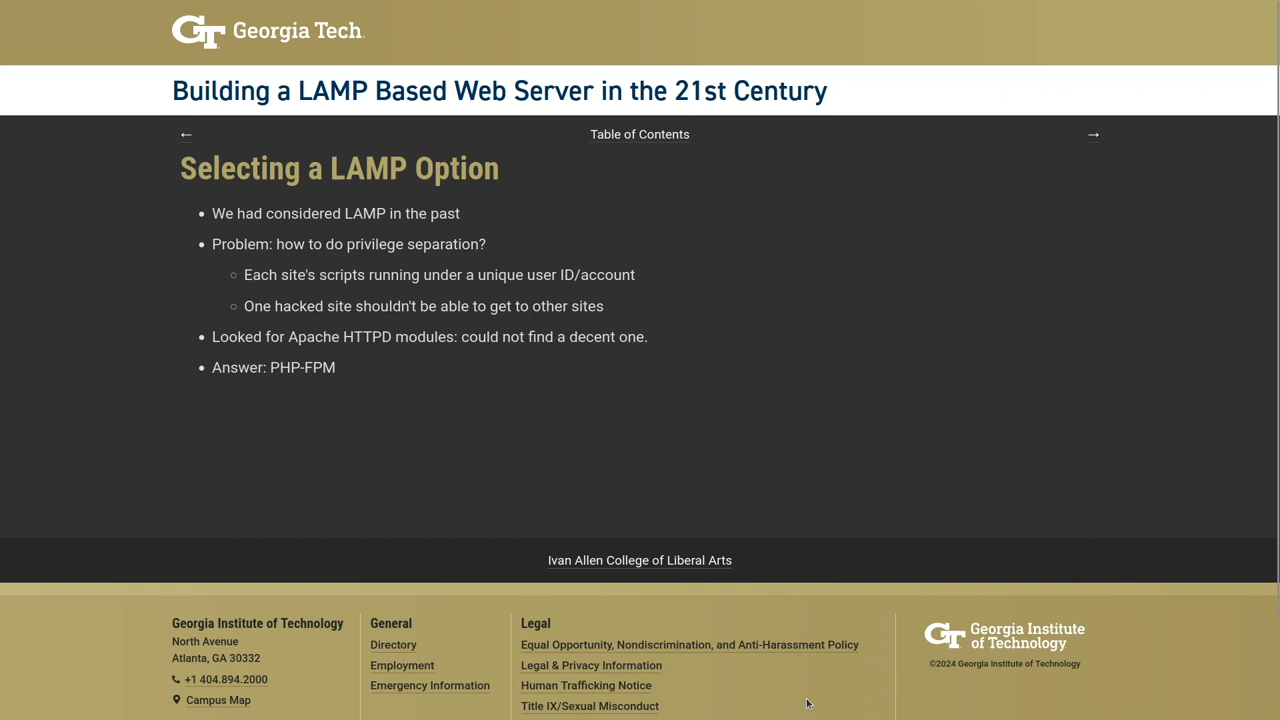 Georgia Tech
Building a LAMP Based Web Server in the 21st Century
← Table of Contents →
Selecting a LAMP Option
• We had considered LAMP in the past
• Problem: how to do privilege separation?
○ Each site's scripts running under a unique user ID/account
○ One hacked site shouldn't be able to get to other sites
• Looked for Apache HTTPD modules: could not find a decent one.
• Answer: PHP-FPM
Ivan Allen College of Liberal Arts
Georgia Institute of Technology
North Avenue
Atlanta, GA 30332
+1 404.894.2000
Campus Map
General
Directory
Employment
Emergency Information
Legal
Equal Opportunity, Nondiscrimination, and Anti-Harassment Policy
Legal & Privacy Information
Human Trafficking Notice
Title IX/Sexual Misconduct
GT Georgia Institute
of Technology
©2024 Georgia Institute of Technology